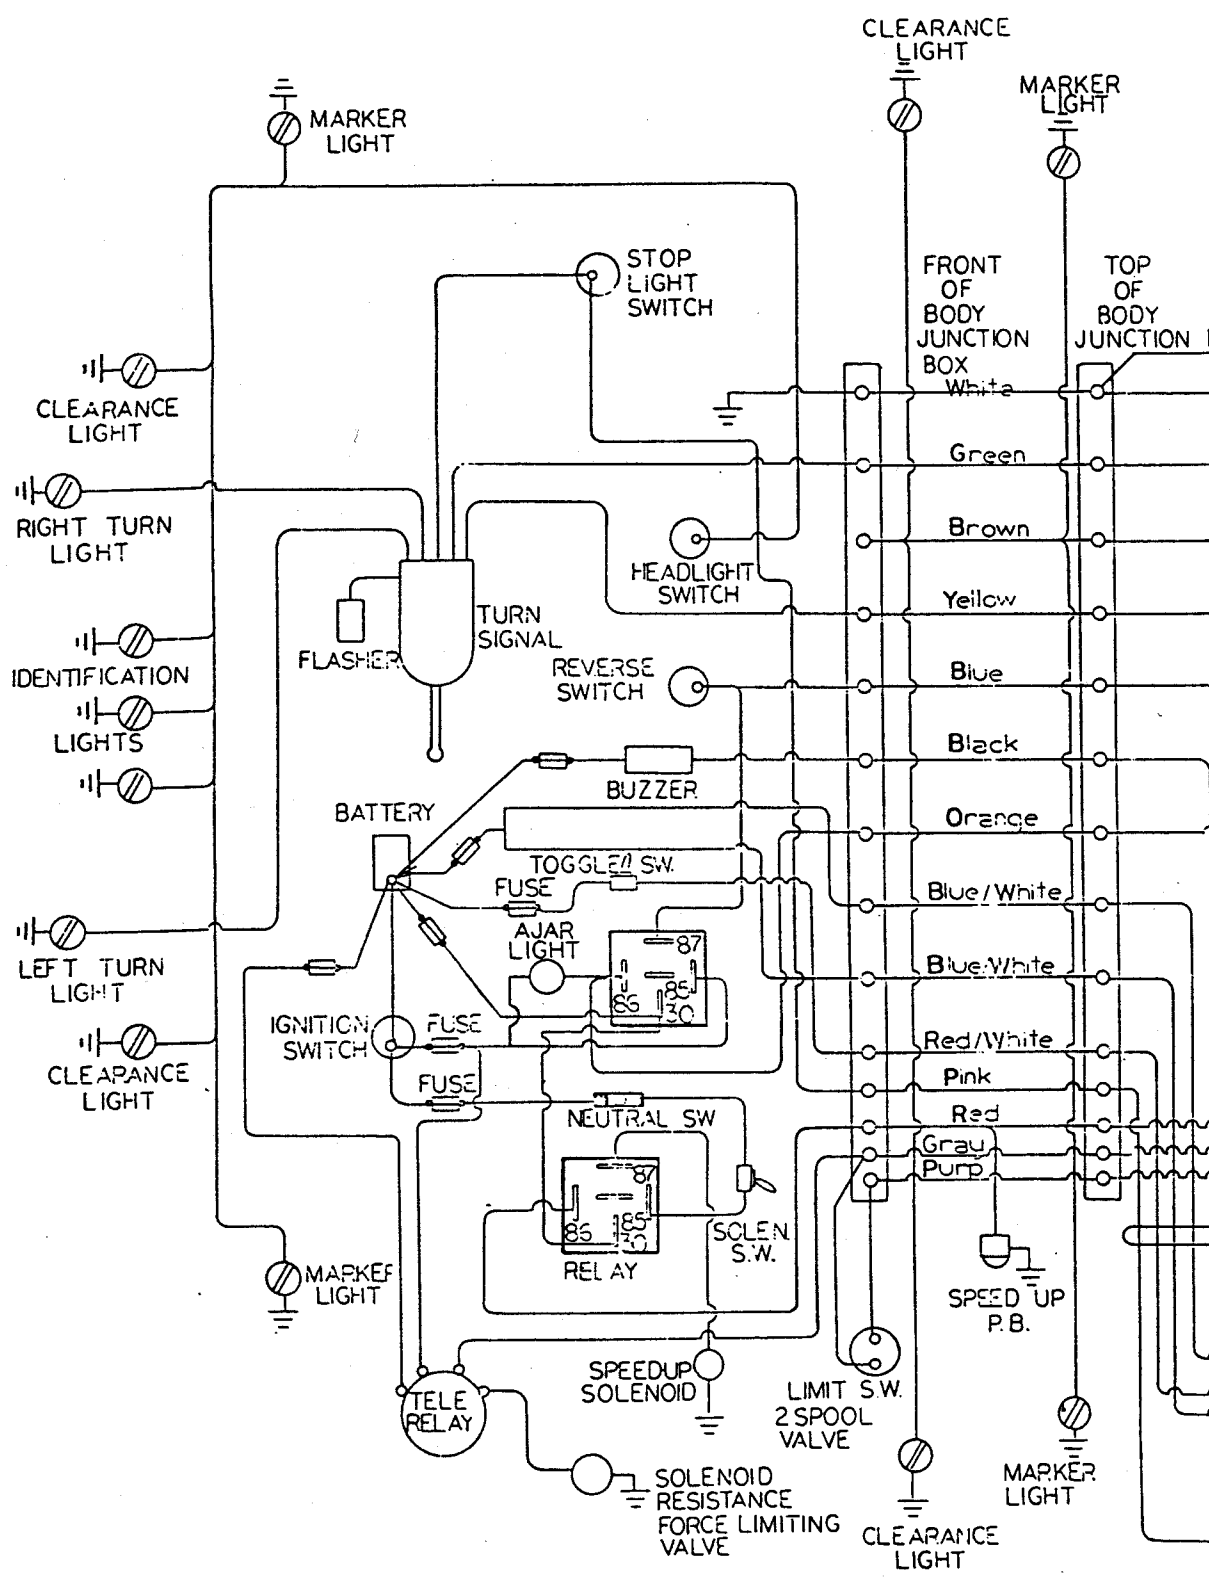 CLEARANCE
LIGHT
MARKER
LIGHT
MARKER
LIGHT
STOP
LIGHT
SWITCH
FRONT
OF
BODY
JUNCTION
BOX
TOP
OF
BODY
JUNCTION
White
CLEARANCE
LIGHT
Green
RIGHT TURN
LIGHT
Brown
HEADLIGHT
SWITCH
Yellow
TURN
SIGNAL
FLASHER
REVERSE
SWITCH
Blue
IDENTIFICATION
LIGHTS
Black
BUZZER
BATTERY
Orange
TOGGLE SW.
FUSE
Blue/White
AJAR
LIGHT
87
86
85
30
Blue/White
LEFT TURN
LIGHT
IGNITION
SWITCH
FUSE
Red/White
CLEARANCE
LIGHT
FUSE
Pink
NEUTRAL SW
Red
Gray
Purp
87
86
85
30
RELAY
SOLEN
S.W.
MARKER
LIGHT
SPEED UP
P.B.
SPEEDUP
SOLENOID
LIMIT S.W.
2 SPOOL
VALVE
TELE
RELAY
SOLENOID
RESISTANCE
FORCE LIMITING
VALVE
MARKER
LIGHT
CLEARANCE
LIGHT